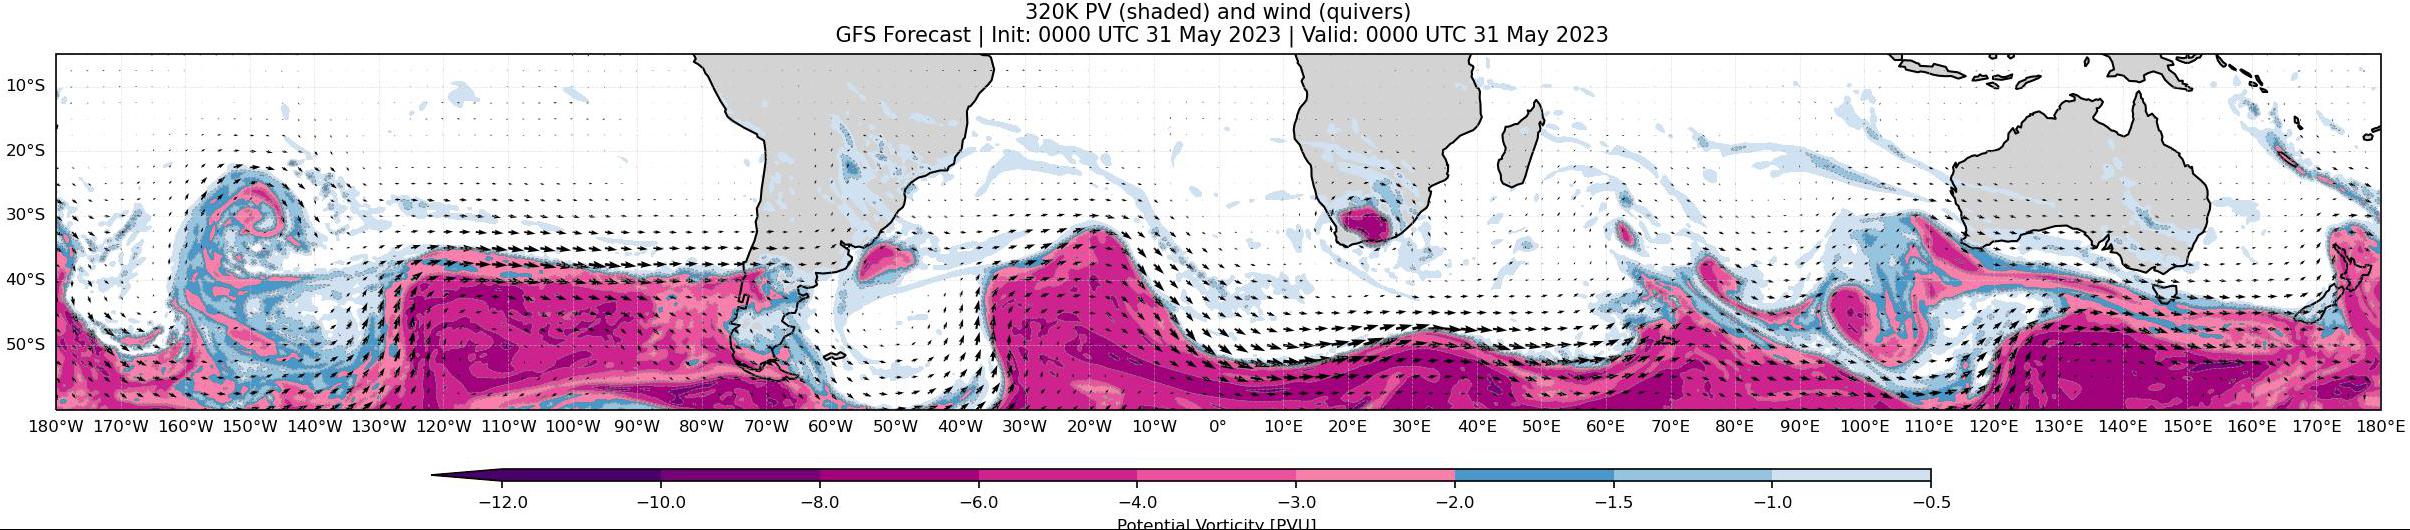 320K PV (shaded) and wind (quivers)
GFS Forecast | Init: 0000 UTC 31 May 2023 | Valid: 0000 UTC 31 May 2023
10°S
20°S
30°S
40°S
50°S
180°W 170°W 160°W 150°W 140°W 130°W 120°W 110°W 100°W 90°W 80°W 70°W 60°W 50°W 40°W 30°W 20°W 10°W 0° 10°E 20°E 30°E 40°E 50°E 60°E 70°E 80°E 90°E 100°E 110°E 120°E 130°E 140°E 150°E 160°E 170°E 180°E
−12.0 −10.0 −8.0 −6.0 −4.0 −3.0 −2.0 −1.5 −1.0 −0.5
Potential Vorticity [PVU]